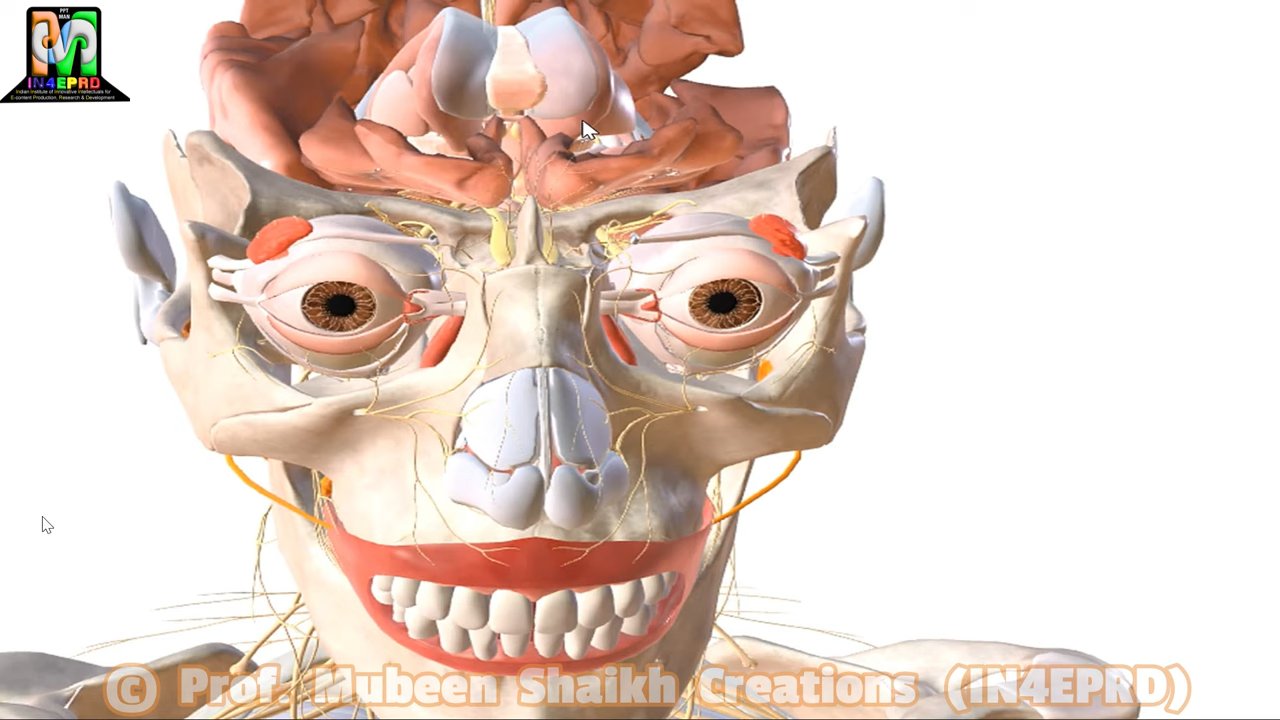 PPT
MAN
IN4EPRD
Indian Institute of Innovative Intellectuals for
E-content Production, Research & Development
© Prof. Mubeen Shaikh Creations (IN4EPRD)